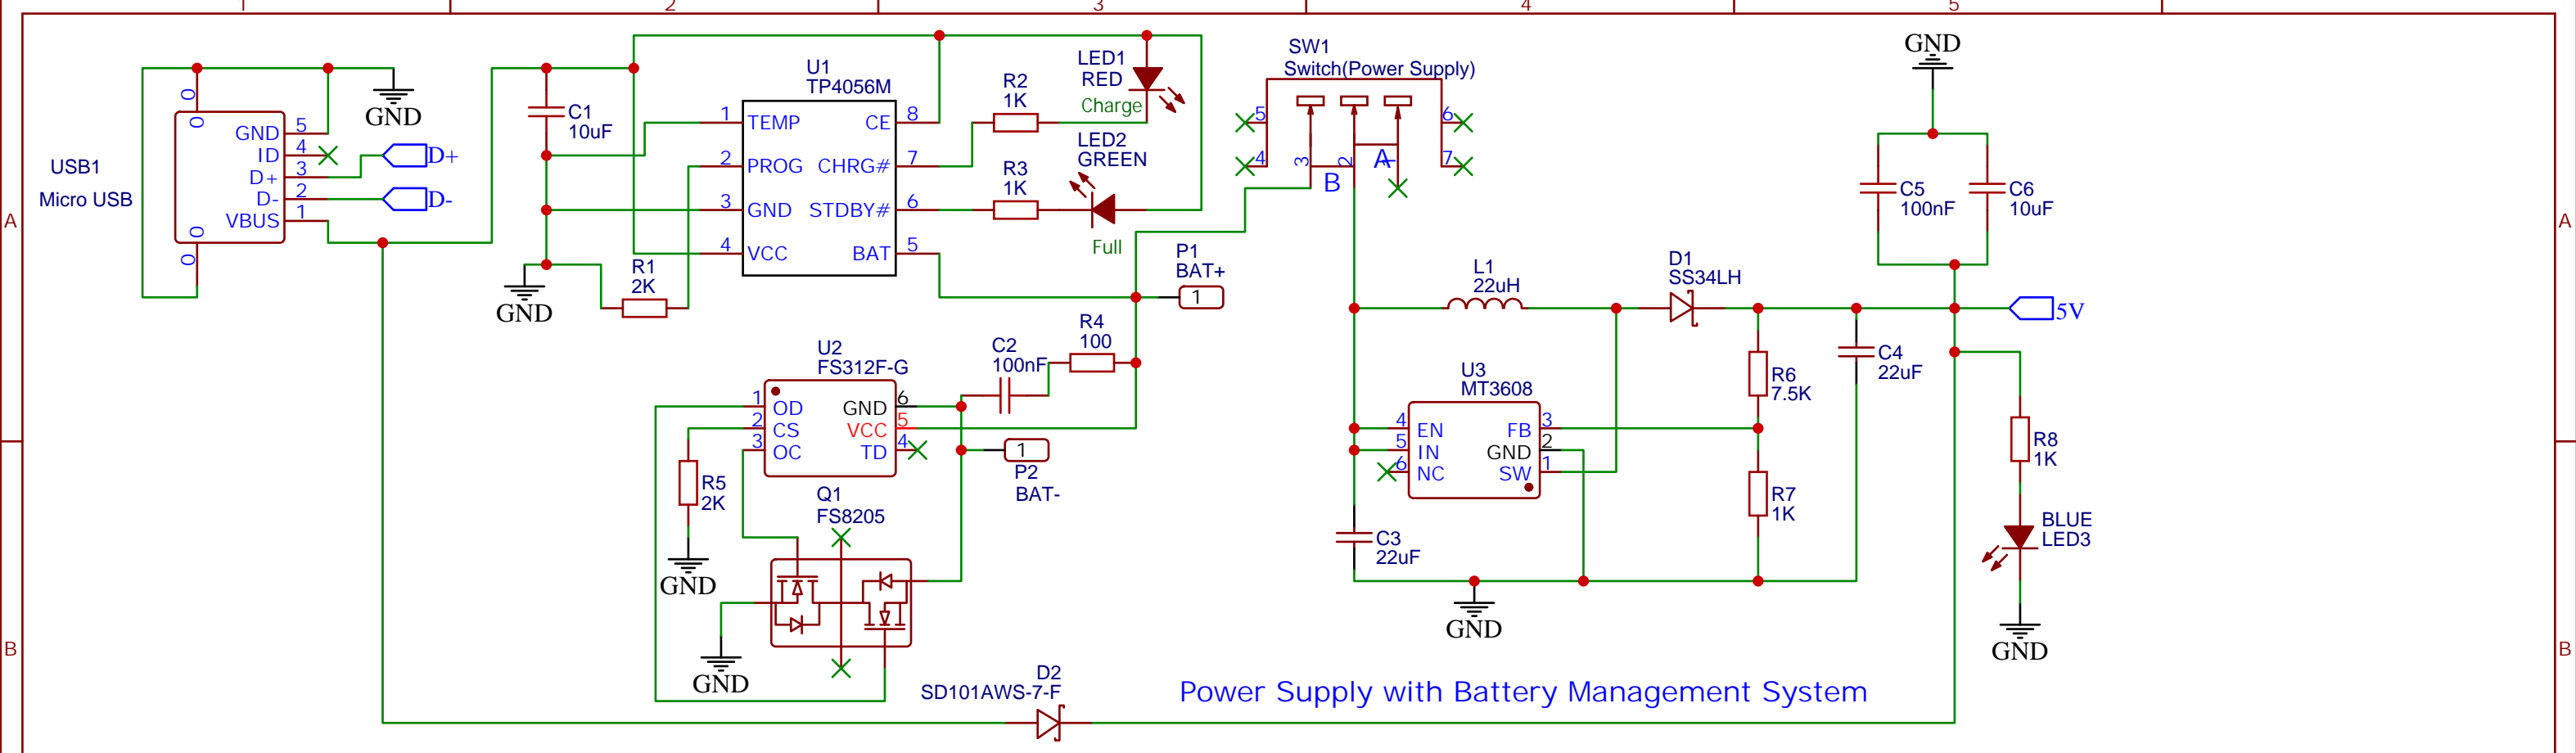 1
2
3
4
5
A
B
A
B
USB1
Micro USB
0
0
0
0
GND 5
ID 4
D+ 3
D- 2
VBUS 1
GND
D+
D-
C1
10uF
GND
R1
2K
U1
TP4056M
1 TEMP
2 PROG
3 GND
4 VCC
CE 8
CHRG# 7
STDBY# 6
BAT 5
R2
1K
R3
1K
LED1
RED
Charge
LED2
GREEN
Full
P1
BAT+
1
SW1
Switch(Power Supply)
5
4
6
7
3
2
1
A
B
U2
FS312F-G
1 OD
2 CS
3 OC
GND 6
VCC 5
TD 4
C2
100nF
R4
100
1
P2
BAT-
R5
2K
GND
Q1
FS8205
GND
D2
SD101AWS-7-F
L1
22uH
D1
SS34LH
U3
MT3608
4 EN
5 IN
6 NC
FB 3
GND 2
SW 1
C3
22uF
GND
R6
7.5K
R7
1K
C4
22uF
GND
C5
100nF
C6
10uF
5V
R8
1K
BLUE
LED3
GND
Power Supply with Battery Management System